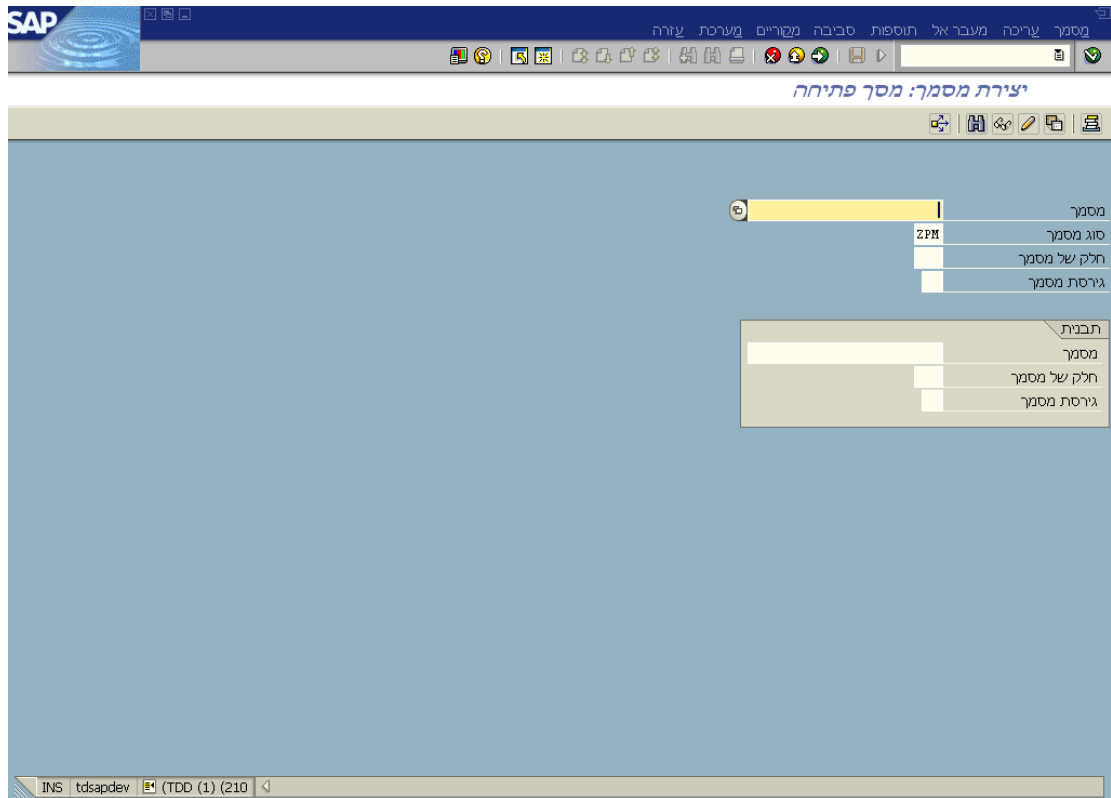 SAP
מסמך עריכה מעבר אל תוספות סביבה מקוריים מערכת עזרה
יצירת מסמך: מסך פתיחה
מסמך
סוג מסמך ZPM
חלק של מסמך
גירסת מסמך
תבנית
מסמך
חלק של מסמך
גירסת מסמך
INS tdsapdev (TDD (1) (210